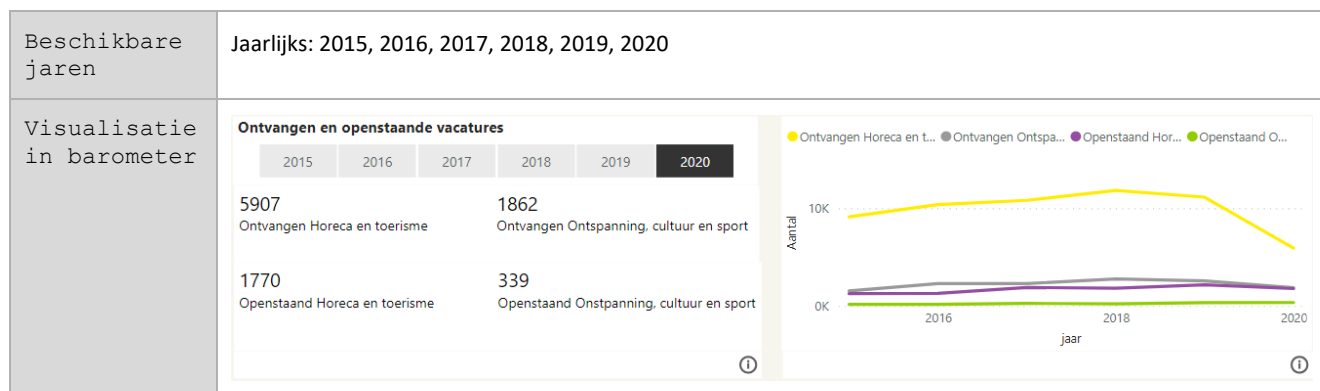 Beschikbare
jaren
Jaarlijks: 2015, 2016, 2017, 2018, 2019, 2020
Visualisatie
in barometer
Ontvangen en openstaande vacatures
2015 2016 2017 2018 2019 2020
5907
Ontvangen Horeca en toerisme
1862
Ontvangen Ontspanning, cultuur en sport
1770
Openstaand Horeca en toerisme
339
Openstaand Onstpanning, cultuur en sport
Ontvangen Horeca en t... Ontvangen Ontspa... Openstaand Hor... Openstaand O...
10K
Aantal
0K
2016 2018 2020
jaar